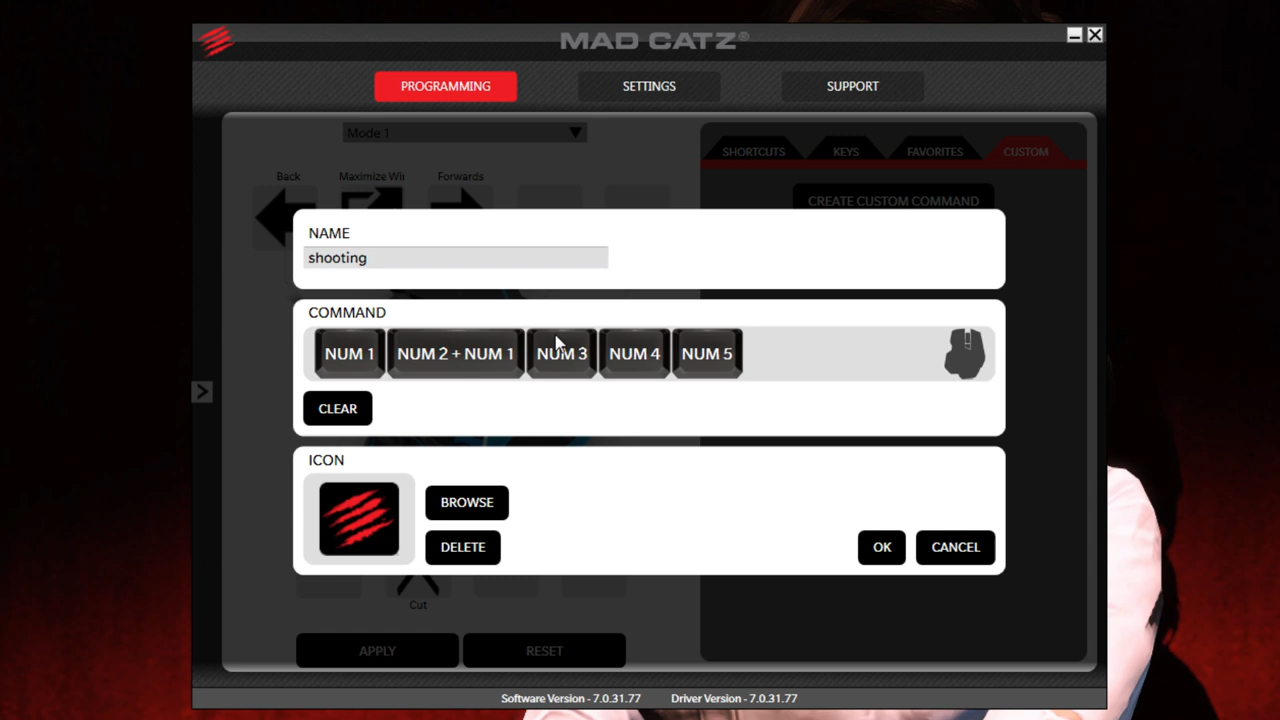 MAD CATZ®
PROGRAMMING
SETTINGS
SUPPORT
Mode 1
SHORTCUTS
KEYS
FAVORITES
CUSTOM
Back
Maximize Wi
Forwards
CREATE CUSTOM COMMAND
NAME
shooting
COMMAND
NUM 1
NUM 2 + NUM 1
NUM 3
NUM 4
NUM 5
CLEAR
ICON
BROWSE
DELETE
OK
CANCEL
Cut
APPLY
RESET
Software Version - 7.0.31.77
Driver Version - 7.0.31.77